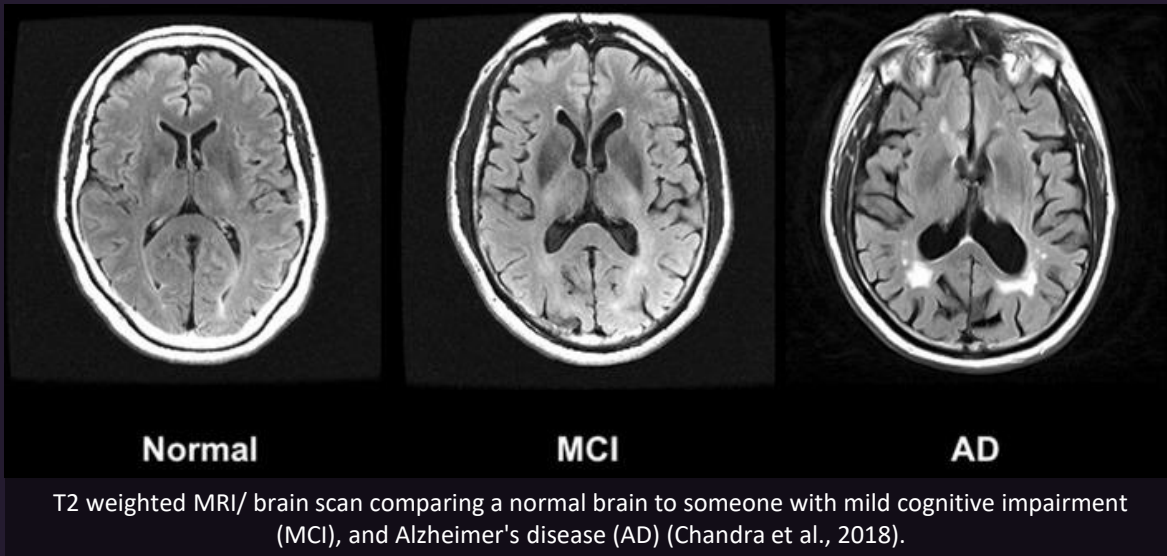 Normal
MCI
AD
T2 weighted MRI/ brain scan comparing a normal brain to someone with mild cognitive impairment
(MCI), and Alzheimer's disease (AD) (Chandra et al., 2018).